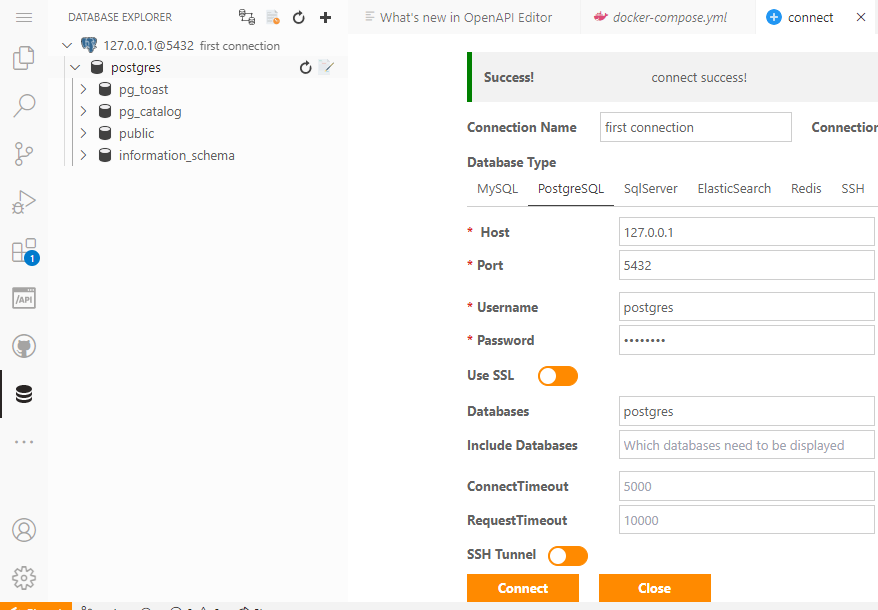 DATABASE EXPLORER
127.0.0.1@5432 first connection
postgres
pg_toast
pg_catalog
public
information_schema
1
/API
What's new in OpenAPI Editor
docker-compose.yml
connect
Success!
connect success!
Connection Name
first connection
Connection
Database Type
MySQL PostgreSQL SqlServer ElasticSearch Redis SSH
* Host
127.0.0.1
* Port
5432
* Username
postgres
* Password
••••••••
Use SSL
Databases
postgres
Include Databases
Which databases need to be displayed
ConnectTimeout
5000
RequestTimeout
10000
SSH Tunnel
Connect
Close